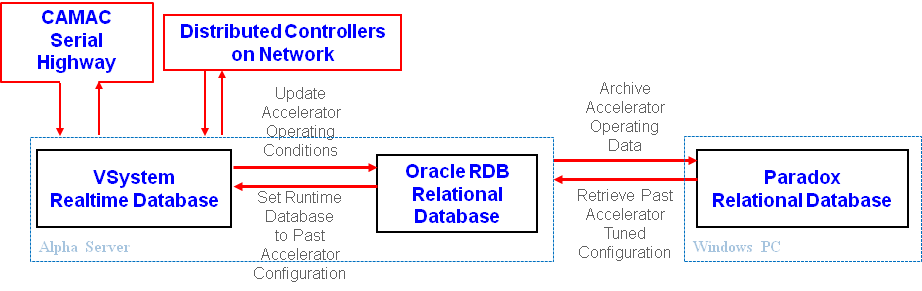 CAMAC
Serial
Highway
Distributed Controllers
on Network
Update
Accelerator
Operating
Conditions
Archive
Accelerator
Operating
Data
VSystem
Realtime Database
Oracle RDB
Relational
Database
Paradox
Relational Database
Set Runtime
Database
to Past
Accelerator
Configuration
Retrieve Past
Accelerator
Tuned
Configuration
Alpha Server
Windows PC